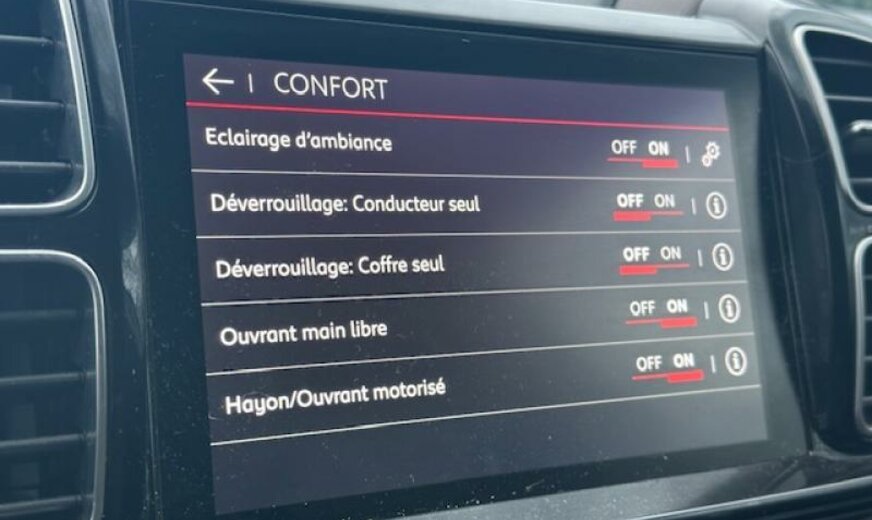 CONFORT
Eclairage d'ambiance OFF ON
Déverrouillage: Conducteur seul OFF ON
Déverrouillage: Coffre seul OFF ON
Ouvrant main libre OFF ON
Hayon/Ouvrant motorisé OFF ON